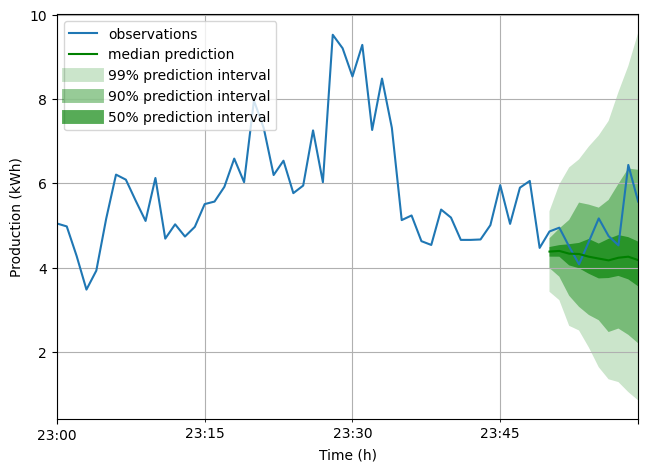 observations
median prediction
99% prediction interval
90% prediction interval
50% prediction interval
10
8
6
4
2
Production (kWh)
23:00
23:15
23:30
23:45
Time (h)